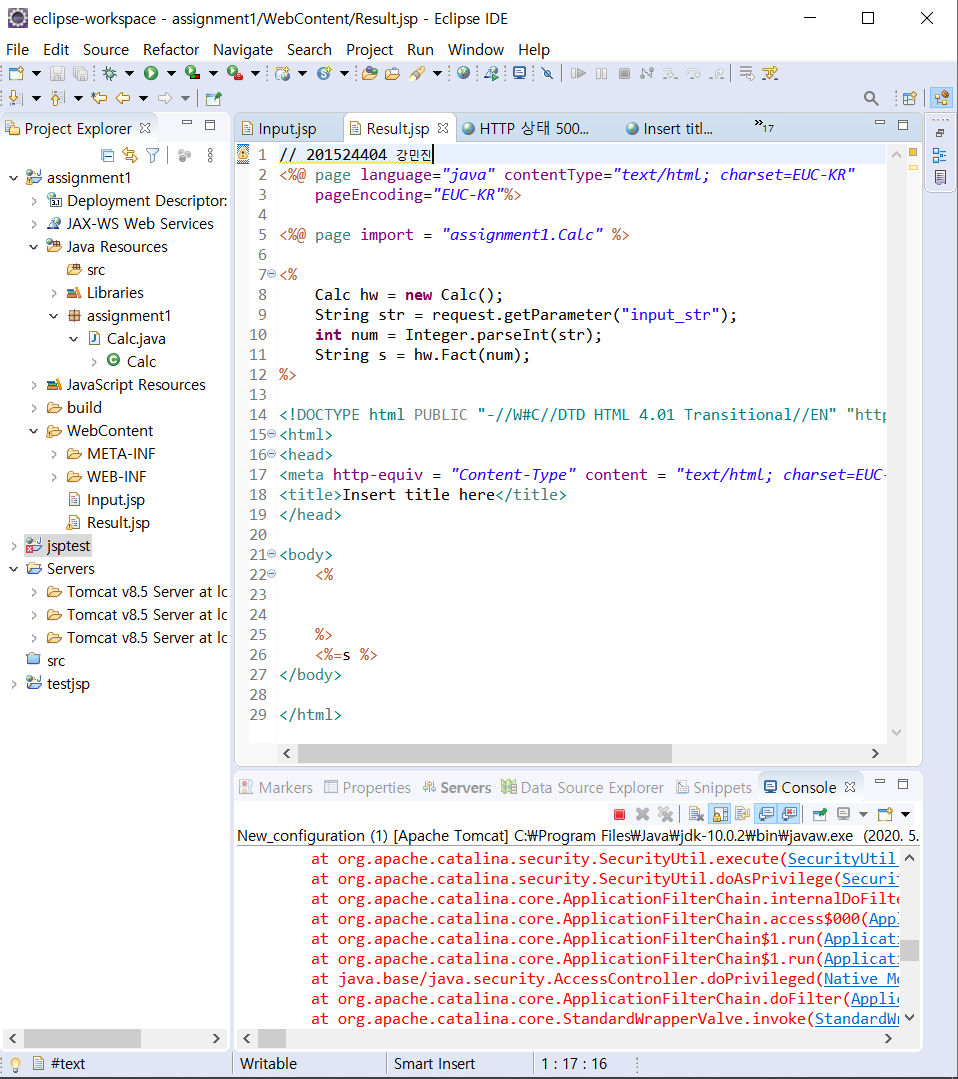 eclipse-workspace - assignment1/WebContent/Result.jsp - Eclipse IDE
File Edit Source Refactor Navigate Search Project Run Window Help
Project Explorer
assignment1
Deployment Descriptor:
JAX-WS Web Services
Java Resources
src
Libraries
assignment1
Calc.java
Calc
JavaScript Resources
build
WebContent
META-INF
WEB-INF
Input.jsp
Result.jsp
jsptest
Servers
Tomcat v8.5 Server at lc
Tomcat v8.5 Server at lc
Tomcat v8.5 Server at lc
src
testjsp
Input.jsp Result.jsp HTTP 상태 500... Insert titl... »17
1 // 201524404 강민진
2 <%@ page language="java" contentType="text/html; charset=EUC-KR"
3 pageEncoding="EUC-KR"%>
4
5 <%@ page import = "assignment1.Calc" %>
6
7 <%
8 Calc hw = new Calc();
9 String str = request.getParameter("input_str");
10 int num = Integer.parseInt(str);
11 String s = hw.Fact(num);
12 %>
13
14 <!DOCTYPE html PUBLIC "-//W#C//DTD HTML 4.01 Transitional//EN" "http
15 <html>
16 <head>
17 <meta http-equiv = "Content-Type" content = "text/html; charset=EUC-
18 <title>Insert title here</title>
19 </head>
20
21 <body>
22 <%
23
24
25 %>
26 <%=s %>
27 </body>
28
29 </html>
Markers Properties Servers Data Source Explorer Snippets Console
New_configuration (1) [Apache Tomcat] C:₩Program Files₩Java₩jdk-10.0.2₩bin₩javaw.exe (2020. 5.
at org.apache.catalina.security.SecurityUtil.execute(SecurityUtil
at org.apache.catalina.security.SecurityUtil.doAsPrivilege(Securit
at org.apache.catalina.core.ApplicationFilterChain.internalDoFilte
at org.apache.catalina.core.ApplicationFilterChain.access$000(Appl
at org.apache.catalina.core.ApplicationFilterChain$1.run(Applicati
at org.apache.catalina.core.ApplicationFilterChain$1.run(Applicati
at java.base/java.security.AccessController.doPrivileged(Native Me
at org.apache.catalina.core.ApplicationFilterChain.doFilter(Applic
at org.apache.catalina.core.StandardWrapperValve.invoke(StandardWr
#text Writable Smart Insert 1 : 17 : 16